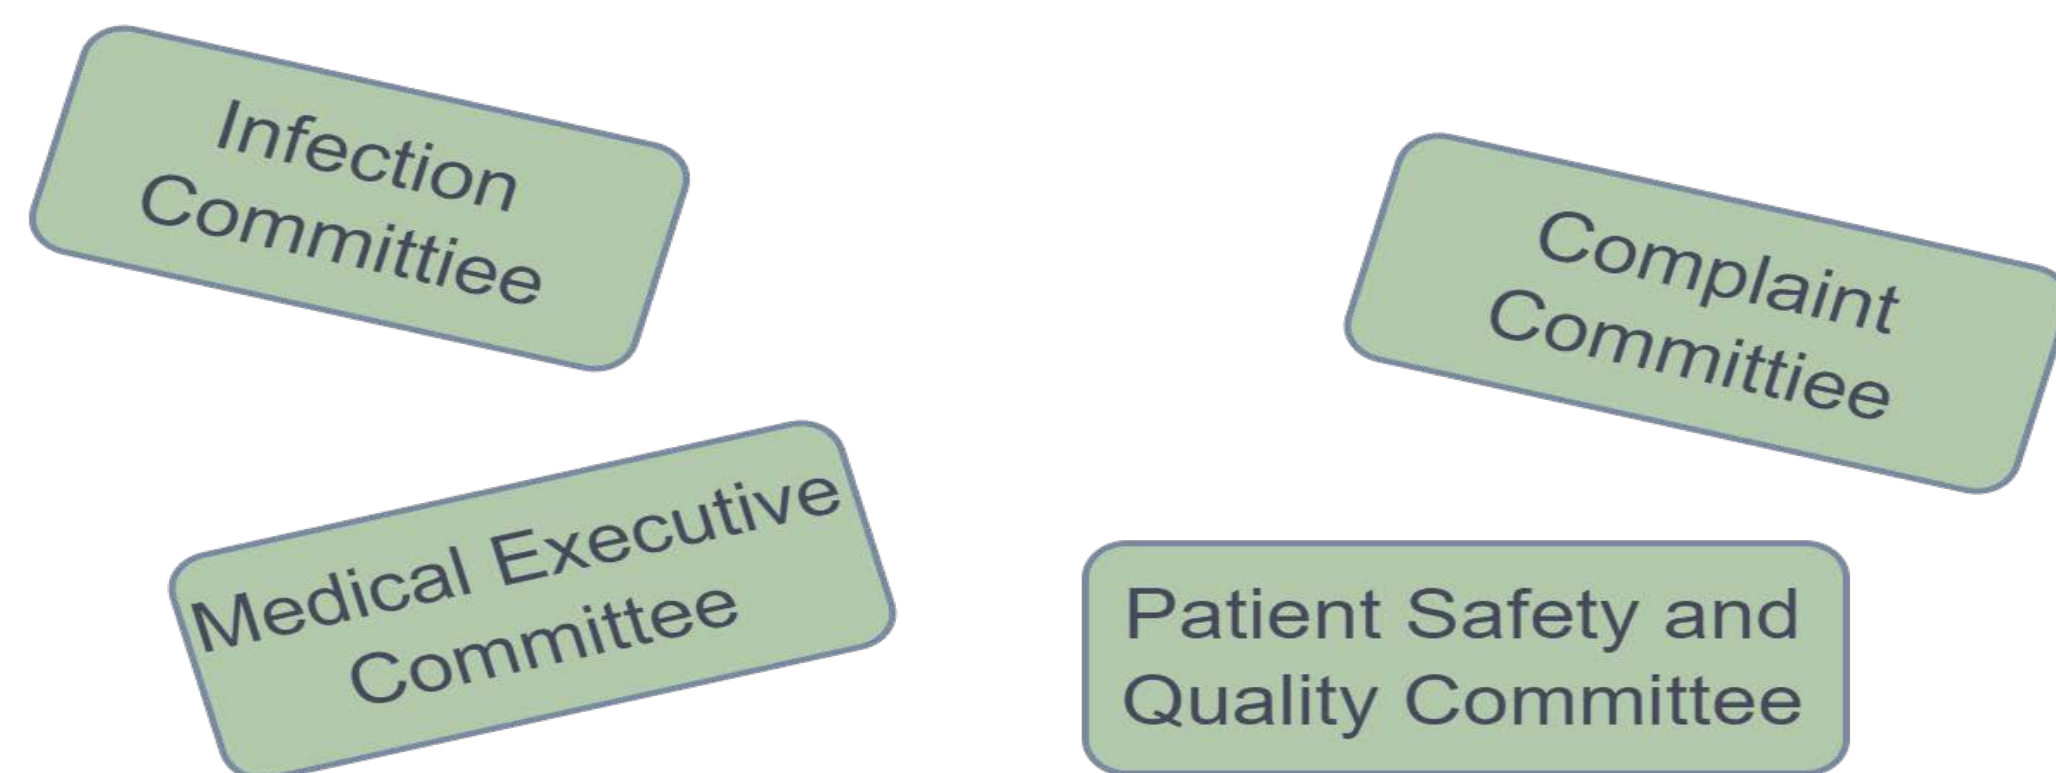 Infection
Committiee
Complaint
Committiee
Medical Executive
Committee
Patient Safety and
Quality Committee